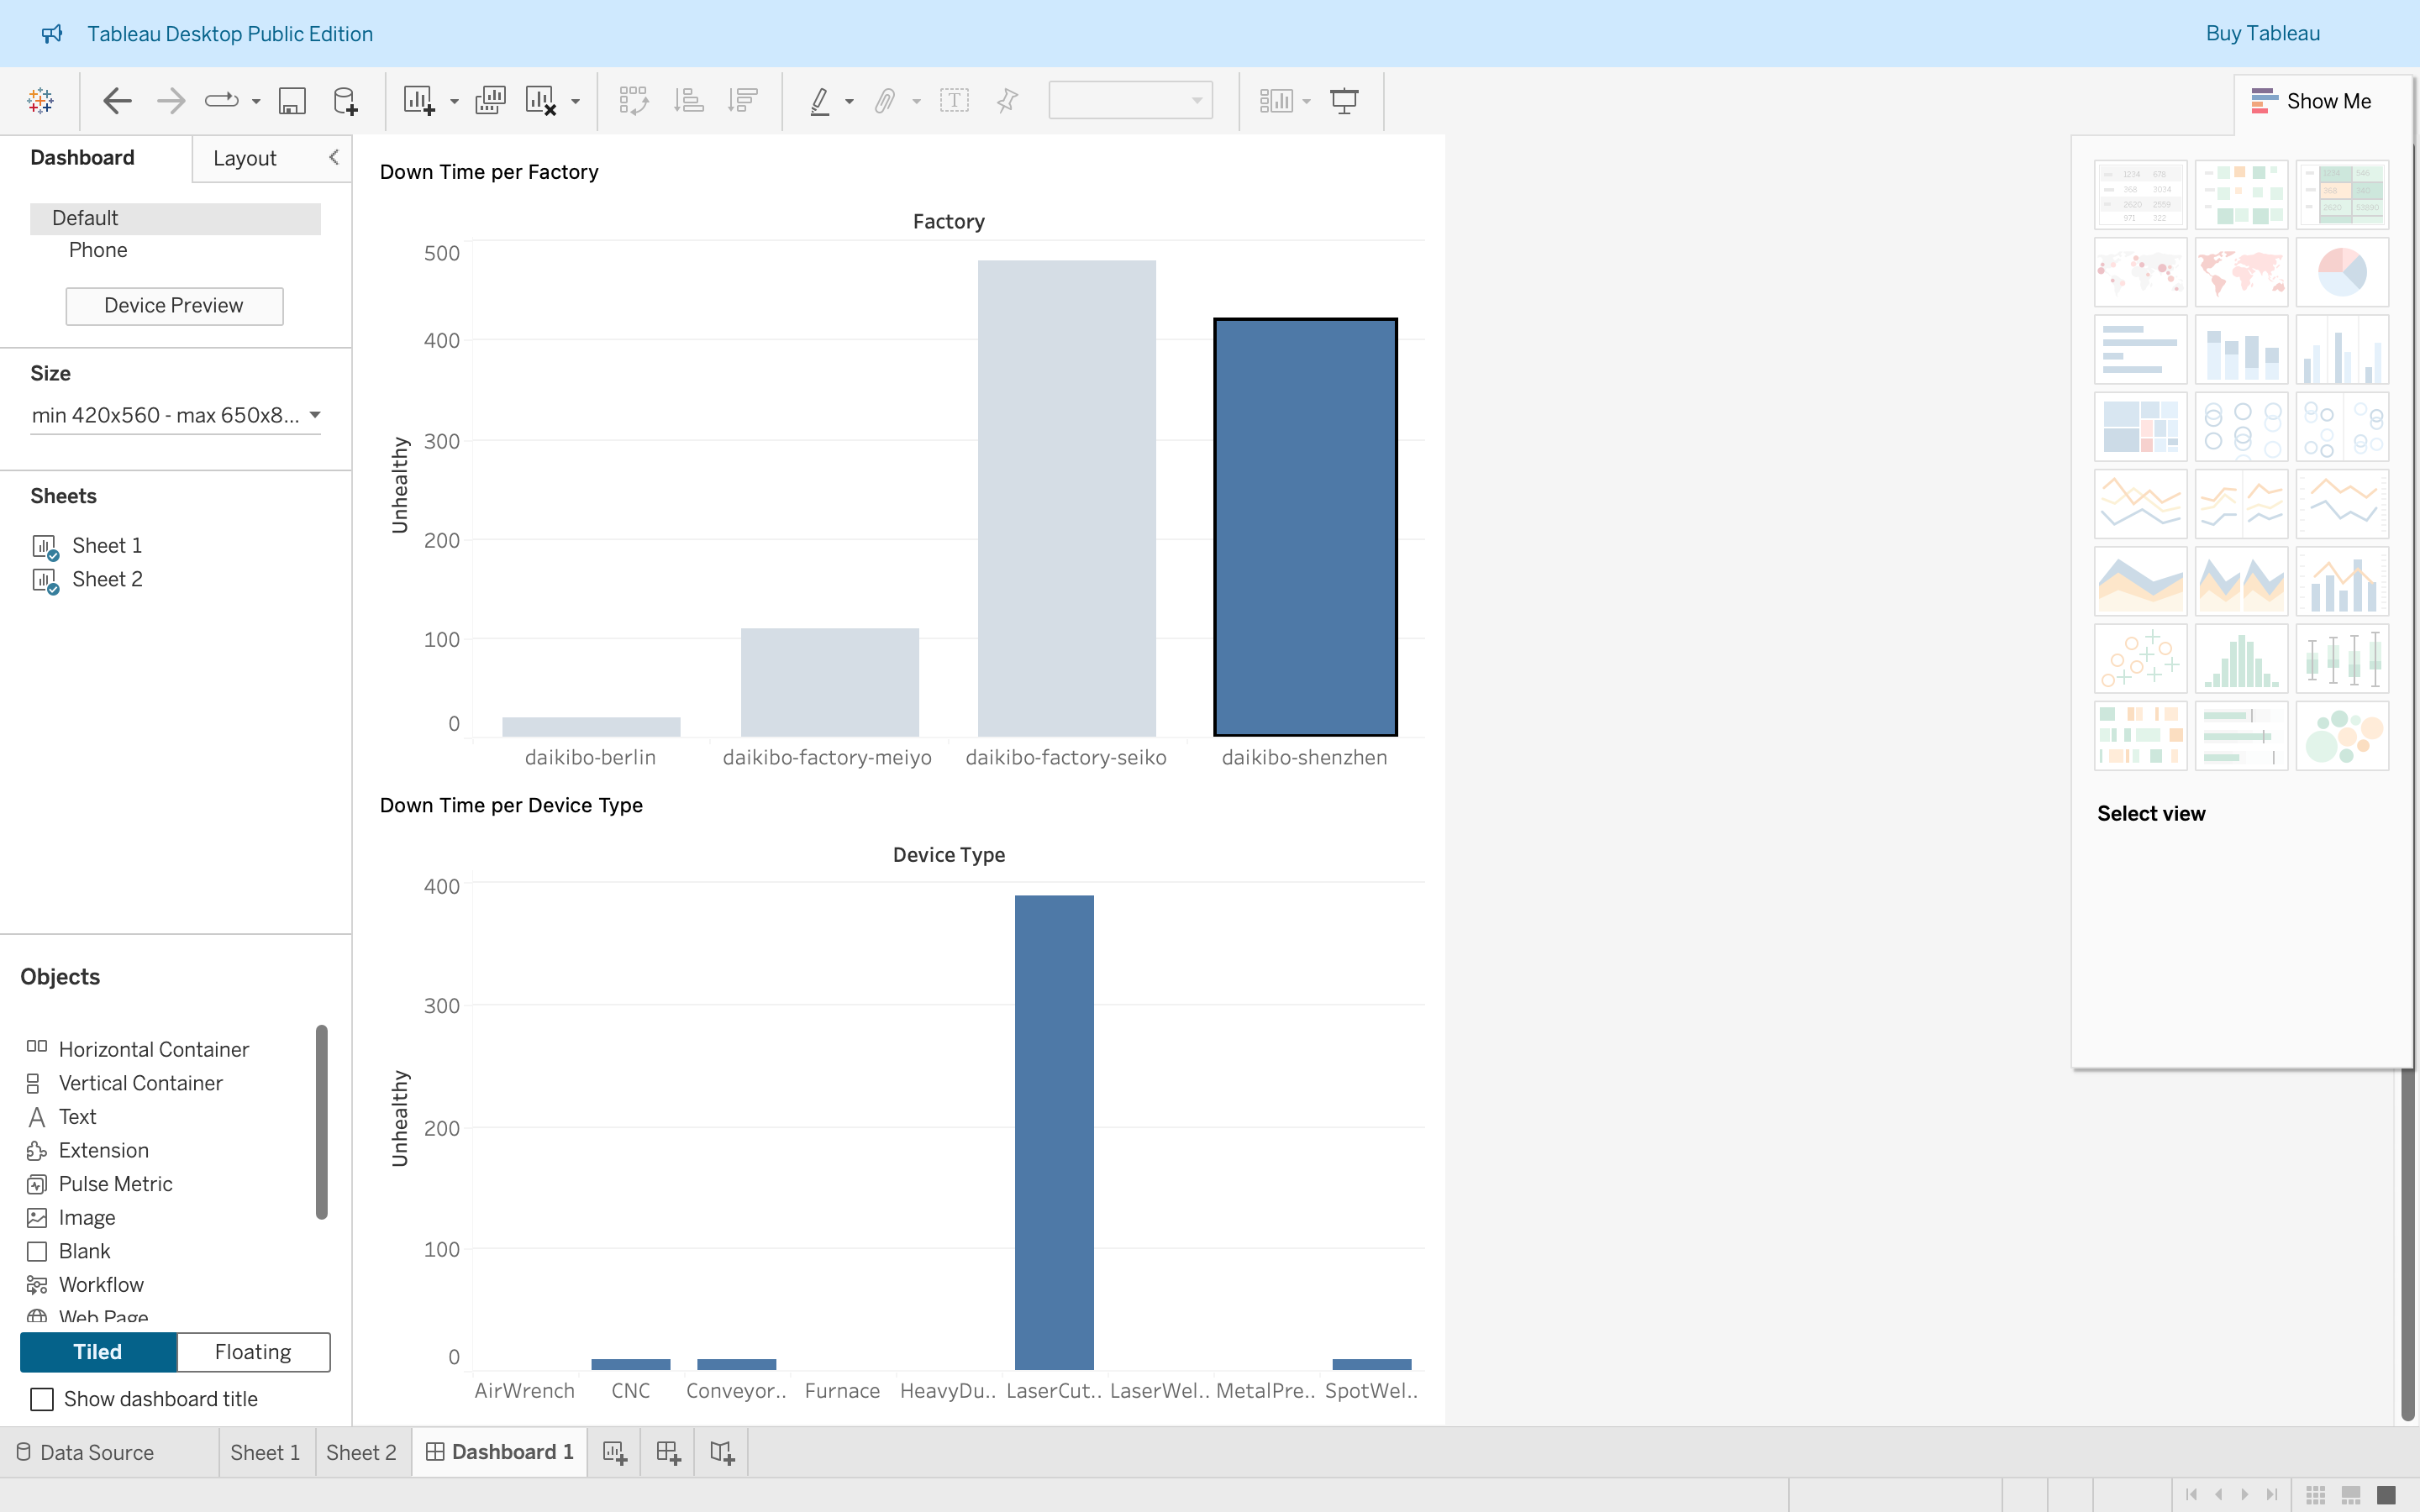 Tableau Desktop Public Edition
Buy Tableau
Show Me
Dashboard
Layout
Default
Phone
Device Preview
Size
min 420x560 - max 650x8...
Sheets
Sheet 1
Sheet 2
Objects
Horizontal Container
Vertical Container
Text
Extension
Pulse Metric
Image
Blank
Workflow
Web Page
Tiled
Floating
Show dashboard title
Down Time per Factory
Factory
Unhealthy
500
400
300
200
100
0
daikibo-berlin
daikibo-factory-meiyo
daikibo-factory-seiko
daikibo-shenzhen
Down Time per Device Type
Device Type
Unhealthy
400
300
200
100
0
AirWrench
CNC
Conveyor..
Furnace
HeavyDu..
LaserCut..
LaserWel..
MetalPre..
SpotWel..
Select view
Data Source
Sheet 1
Sheet 2
Dashboard 1